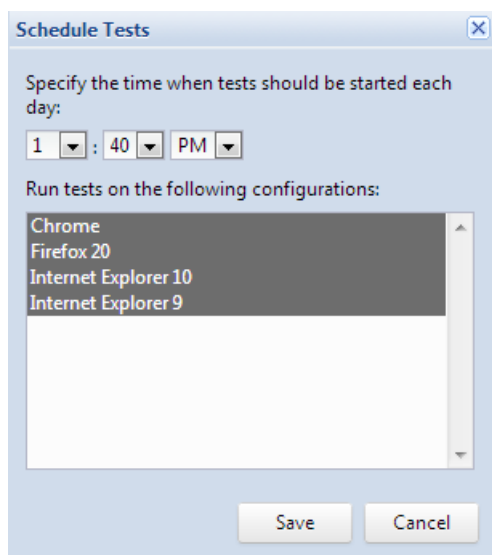 Schedule Tests
Specify the time when tests should be started each
day:
1 : 40 PM
Run tests on the following configurations:
Chrome
Firefox 20
Internet Explorer 10
Internet Explorer 9
Save Cancel